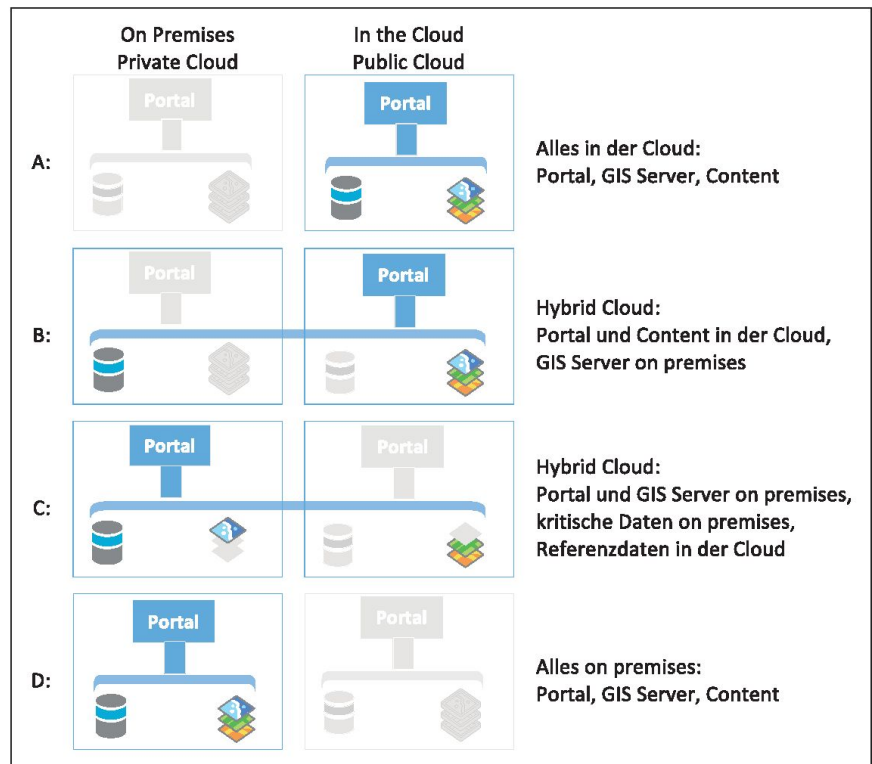 On Premises
Private Cloud
In the Cloud
Public Cloud
A:
Portal
Portal
Alles in der Cloud:
Portal, GIS Server, Content
B:
Portal
Portal
Hybrid Cloud:
Portal und Content in der Cloud,
GIS Server on premises
C:
Portal
Portal
Hybrid Cloud:
Portal und GIS Server on premises,
kritische Daten on premises,
Referenzdaten in der Cloud
D:
Portal
Portal
Alles on premises:
Portal, GIS Server, Content